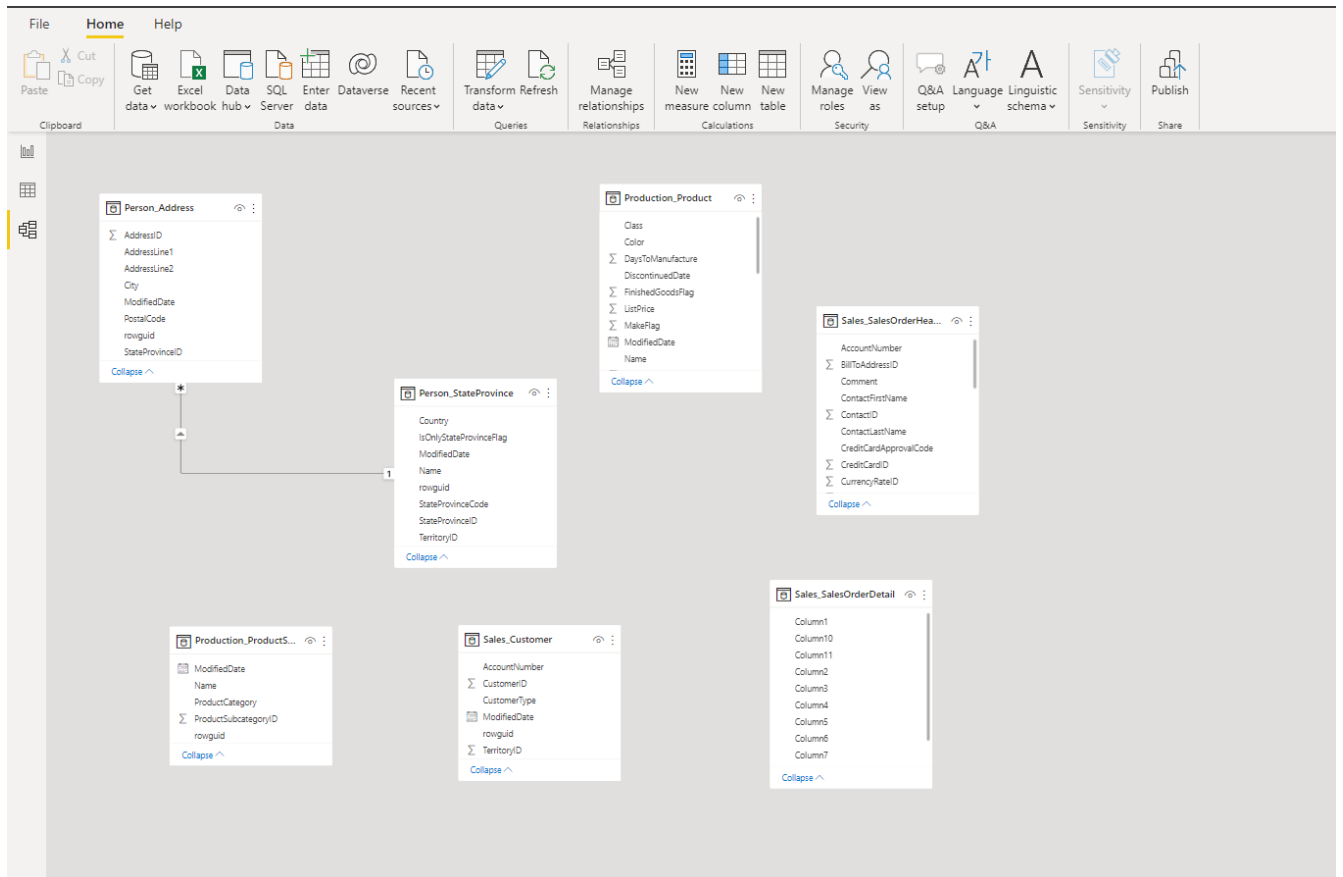 File Home Help
Cut
Copy
Paste
Get data
Excel workbook
Data hub
SQL Server
Enter data
Dataverse
Recent sources
Transform data
Refresh
Manage relationships
New measure
New column
New table
Manage roles
View as
Q&A setup
Language
Linguistic schema
Sensitivity
Publish
Clipboard Data Queries Relationships Calculations Security Q&A Sensitivity Share
Person_Address
AddressID
AddressLine1
AddressLine2
City
ModifiedDate
PostalCode
rowguid
StateProvinceID
Collapse
*
1
Person_StateProvince
Country
IsOnlyStateProvinceFlag
ModifiedDate
Name
rowguid
StateProvinceCode
StateProvinceID
TerritoryID
Collapse
Production_Product
Class
Color
DaysToManufacture
DiscontinuedDate
FinishedGoodsFlag
ListPrice
MakeFlag
ModifiedDate
Name
Collapse
Sales_SalesOrderHea...
AccountNumber
BillToAddressID
Comment
ContactFirstName
ContactID
ContactLastName
CreditCardApprovalCode
CreditCardID
CurrencyRateID
Collapse
Production_ProductS...
ModifiedDate
Name
ProductCategory
ProductSubcategoryID
rowguid
Collapse
Sales_Customer
AccountNumber
CustomerID
CustomerType
ModifiedDate
rowguid
TerritoryID
Collapse
Sales_SalesOrderDetail
Column1
Column10
Column11
Column2
Column3
Column4
Column5
Column6
Column7
Collapse